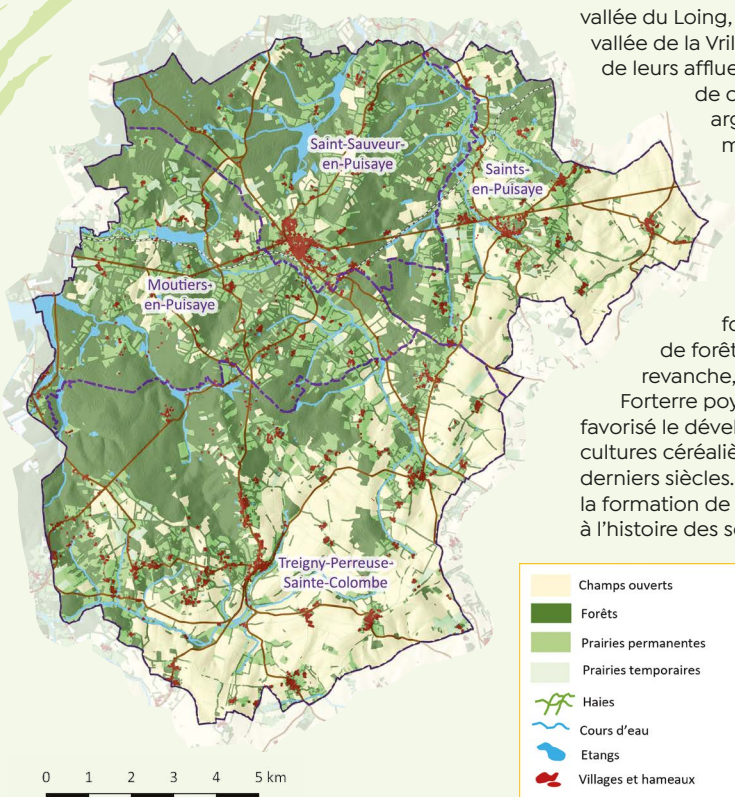 vallée du Loing,
vallée de la Vril
de leurs afflue
de
arg
m
fo
de forêt
revanche,
Forterre poy
favorisé le dével
cultures céréaliè
derniers siècles.
la formation de
à l'histoire des s
Saint-Sauveur-
en-Puisaye
Saints-
en-Puisaye
Moutiers-
en-Puisaye
Treigny-Perreuse-
Sainte-Colombe
Champs ouverts
Forêts
Prairies permanentes
Prairies temporaires
Haies
Cours d'eau
Etangs
Villages et hameaux
0 1 2 3 4 5 km